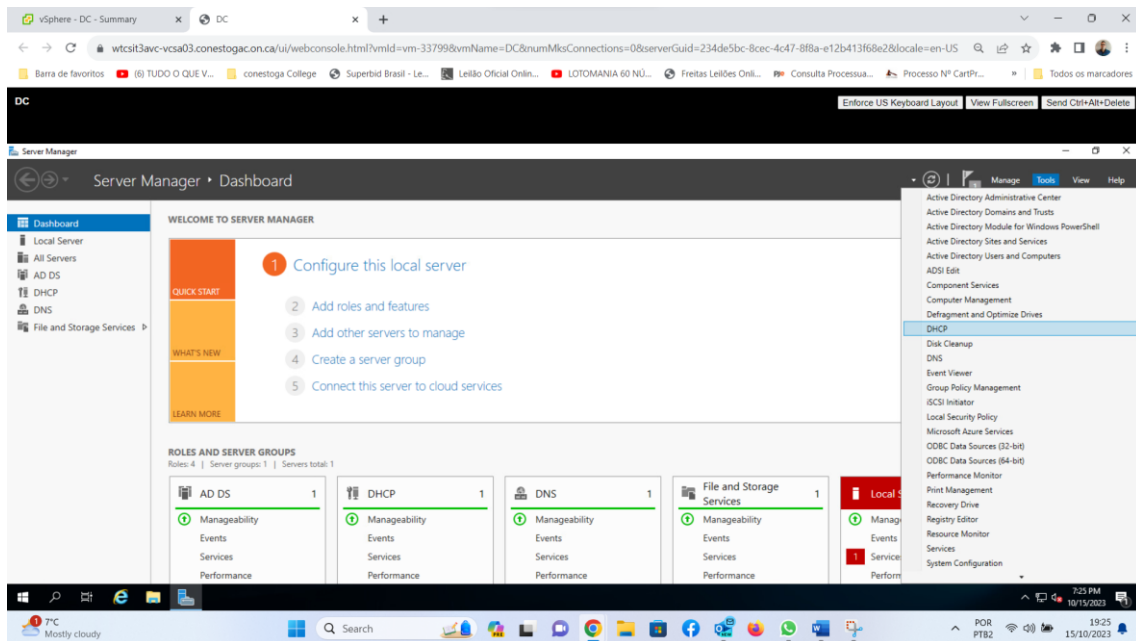 vSphere - DC - Summary
DC
wtcsit3avc-vcsa03.conestogac.on.ca/ui/webconsole.html?vmId=vm-33799&vmName=DC&numMksConnections=0&serverGuid=234de5bc-8cec-4c47-8f8a-e12b413f68e2&locale=en-US
Barra de favoritos (6) TUDO O QUE V... conestoga College Superbid Brasil - Le... Leilão Oficial Onlin... LOTOMANIA 60 NÚ... Freitas Leilões Onli... Consulta Processua... Processo Nº CartPr... » Todos os marcadores
DC
Enforce US Keyboard Layout View Fullscreen Send Ctrl+Alt+Delete
Server Manager
Server Manager • Dashboard
1
Manage Tools View Help
Dashboard
Local Server
All Servers
AD DS
DHCP
DNS
File and Storage Services
WELCOME TO SERVER MANAGER
QUICK START
WHAT'S NEW
LEARN MORE
1 Configure this local server
2 Add roles and features
3 Add other servers to manage
4 Create a server group
5 Connect this server to cloud services
ROLES AND SERVER GROUPS
Roles: 4 | Server groups: 1 | Servers total: 1
AD DS 1
Manageability
Events
Services
Performance
DHCP 1
Manageability
Events
Services
Performance
DNS 1
Manageability
Events
Services
Performance
File and Storage
Services 1
Manageability
Events
Services
Performance
Local S
Manag
Events
1 Service
Perform
Active Directory Administrative Center
Active Directory Domains and Trusts
Active Directory Module for Windows PowerShell
Active Directory Sites and Services
Active Directory Users and Computers
ADSI Edit
Component Services
Computer Management
Defragment and Optimize Drives
DHCP
Disk Cleanup
DNS
Event Viewer
Group Policy Management
iSCSI Initiator
Local Security Policy
Microsoft Azure Services
ODBC Data Sources (32-bit)
ODBC Data Sources (64-bit)
Performance Monitor
Print Management
Recovery Drive
Registry Editor
Resource Monitor
Services
System Configuration
7:25 PM
10/15/2023
7°C
Mostly cloudy
Search
POR
PTB2
19:25
15/10/2023